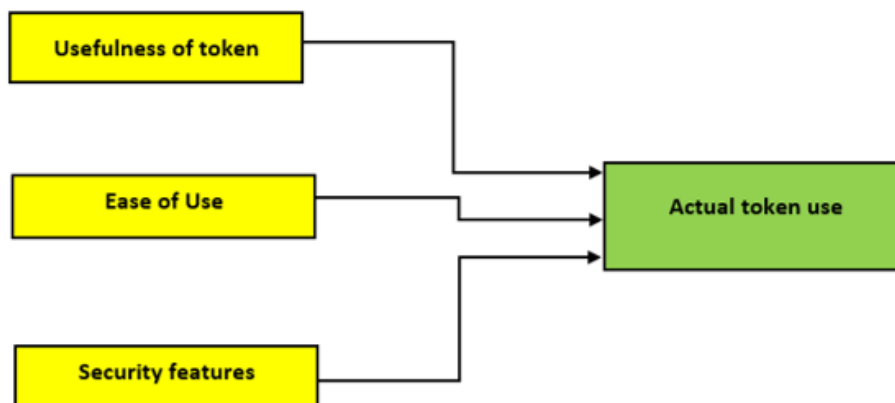 Usefulness of token
Ease of Use
Actual token use
Security features